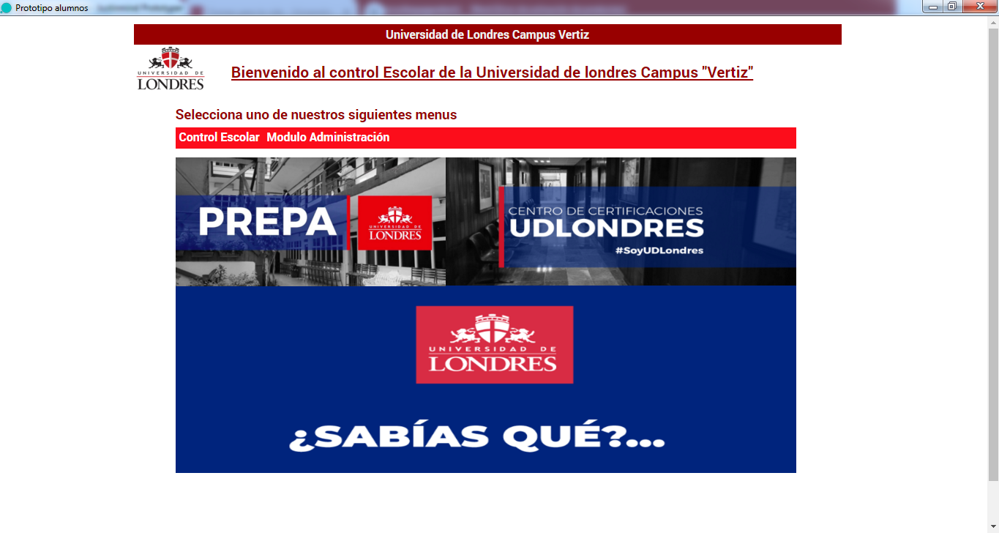 Prototipo alumnos
Universidad de Londres Campus Vertiz
UNIVERSIDAD DE
LONDRES
Bienvenido al control Escolar de la Universidad de londres Campus "Vertiz"
Selecciona uno de nuestros siguientes menus
Control Escolar Modulo Administración
PREPA
UNIVERSIDAD DE
LONDRES
CENTRO DE CERTIFICACIONES
UDLONDRES
#SoyUDLondres
UNIVERSIDAD DE
LONDRES
¿SABÍAS QUÉ?...